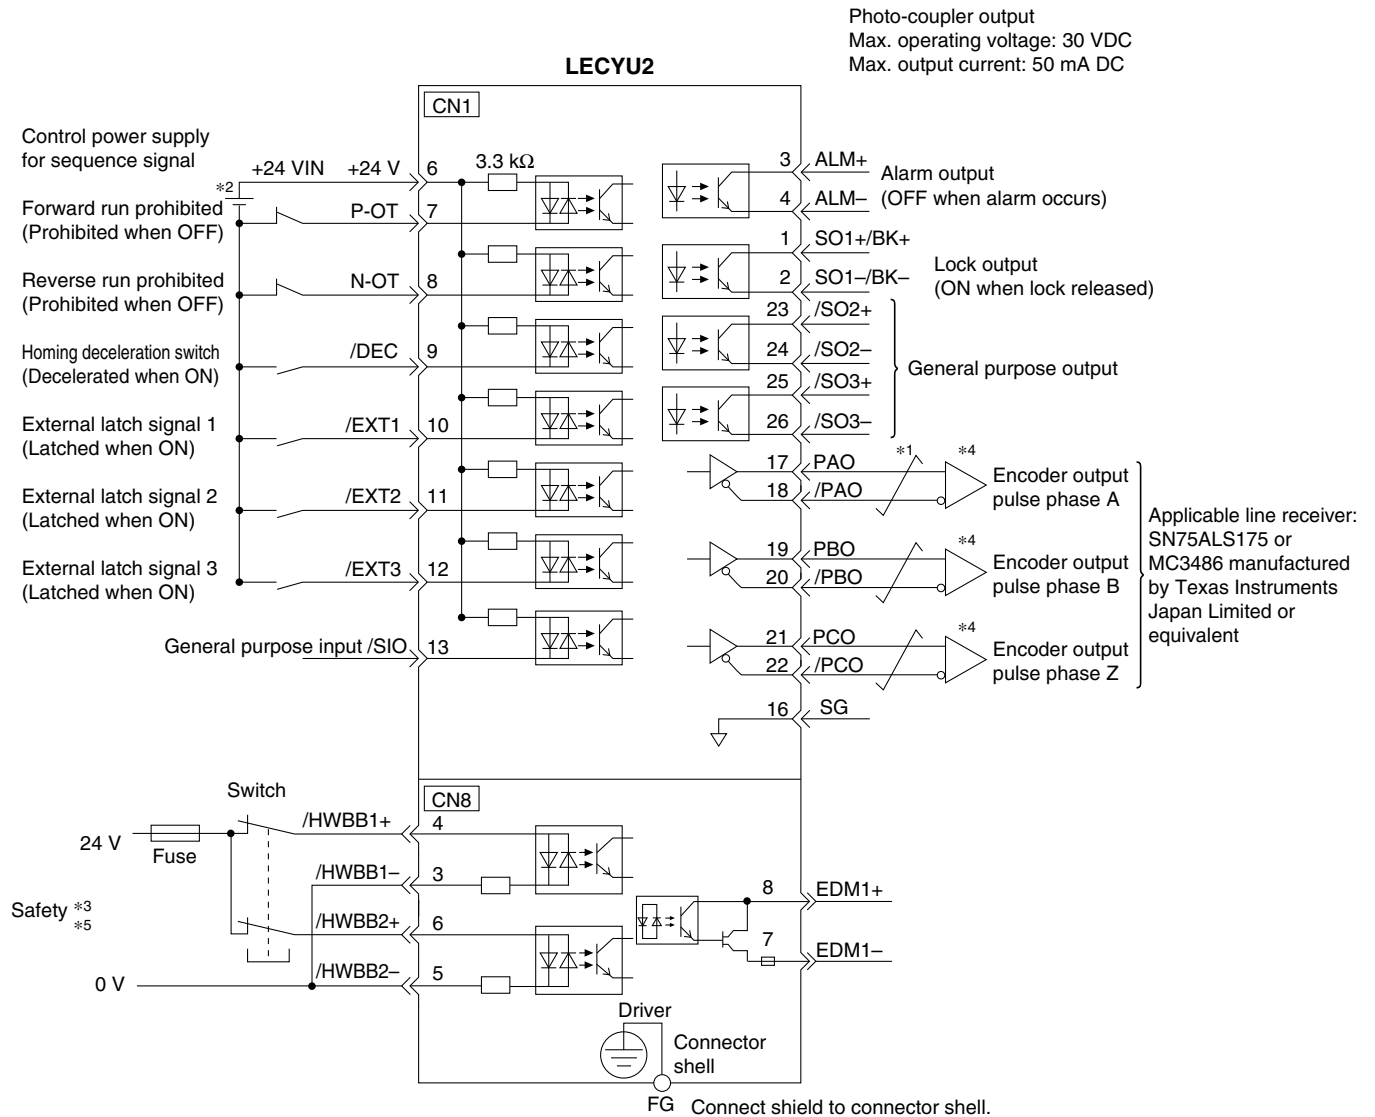 Photo-coupler output
Max. operating voltage: 30 VDC
Max. output current: 50 mA DC
LECYU2
CN1
Control power supply
for sequence signal
+24 VIN
+24 V
6
3.3 kΩ
*2
Forward run prohibited
(Prohibited when OFF)
P-OT
7
Reverse run prohibited
(Prohibited when OFF)
N-OT
8
Homing deceleration switch
(Decelerated when ON)
/DEC
9
External latch signal 1
(Latched when ON)
/EXT1
10
External latch signal 2
(Latched when ON)
/EXT2
11
External latch signal 3
(Latched when ON)
/EXT3
12
General purpose input /SIO
13
3
ALM+
4
ALM–
Alarm output
(OFF when alarm occurs)
1
SO1+/BK+
2
SO1–/BK–
Lock output
(ON when lock released)
23
/SO2+
24
/SO2–
25
/SO3+
26
/SO3–
General purpose output
17
PAO
18
/PAO
*1
*4
Encoder output
pulse phase A
19
PBO
20
/PBO
*4
Encoder output
pulse phase B
21
PCO
22
/PCO
*4
Encoder output
pulse phase Z
Applicable line receiver:
SN75ALS175 or
MC3486 manufactured
by Texas Instruments
Japan Limited or
equivalent
16
SG
CN8
Switch
24 V
Fuse
/HWBB1+
4
/HWBB1–
3
Safety *3
*5
/HWBB2+
6
/HWBB2–
5
0 V
8
EDM1+
7
EDM1–
Driver
Connector
shell
FG
Connect shield to connector shell.